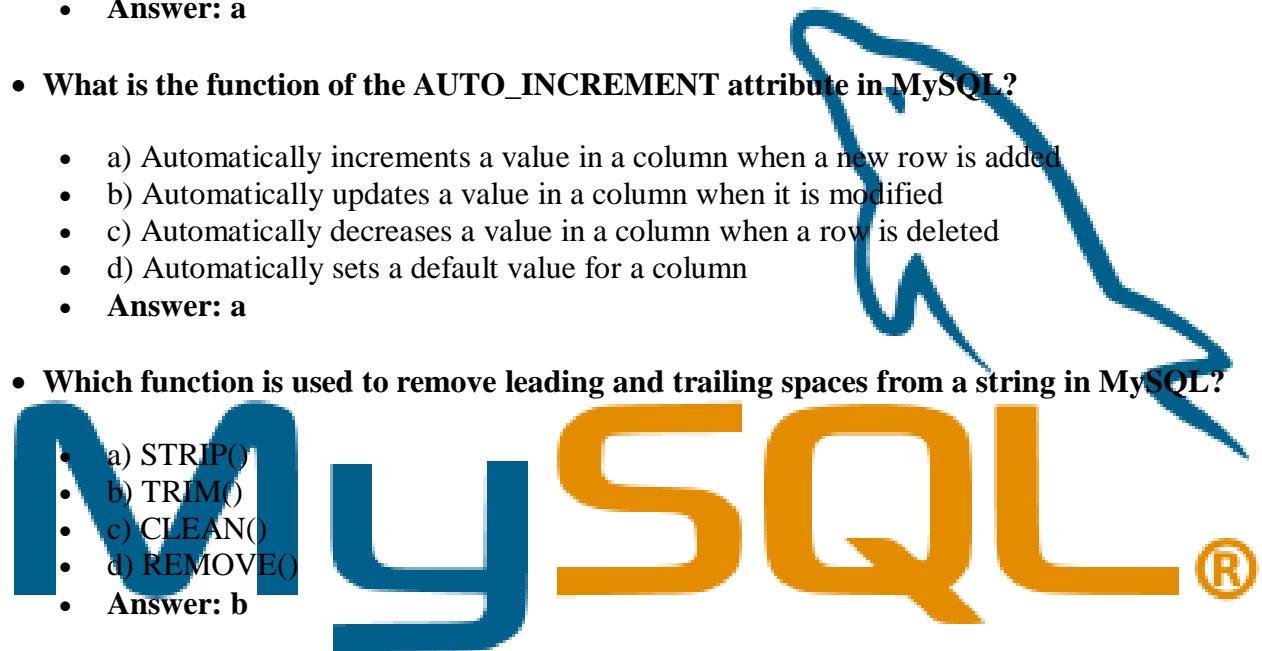 • Answer: a
• What is the function of the AUTO_INCREMENT attribute in MySQL?
• a) Automatically increments a value in a column when a new row is added
• b) Automatically updates a value in a column when it is modified
• c) Automatically decreases a value in a column when a row is deleted
• d) Automatically sets a default value for a column
• Answer: a
• Which function is used to remove leading and trailing spaces from a string in MySQL?
• a) STRIP()
• b) TRIM()
• c) CLEAN()
• d) REMOVE()
• Answer: b
MySQL®